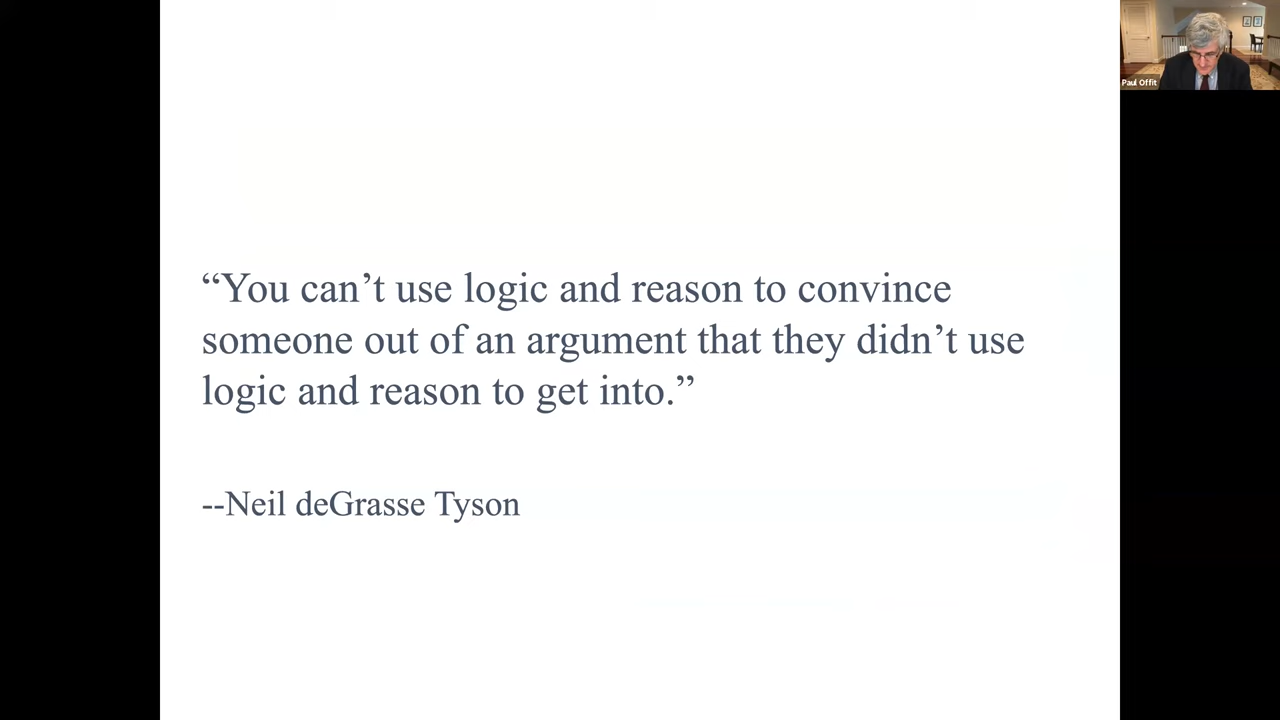 Paul Offit
“You can’t use logic and reason to convince
someone out of an argument that they didn’t use
logic and reason to get into.”
--Neil deGrasse Tyson